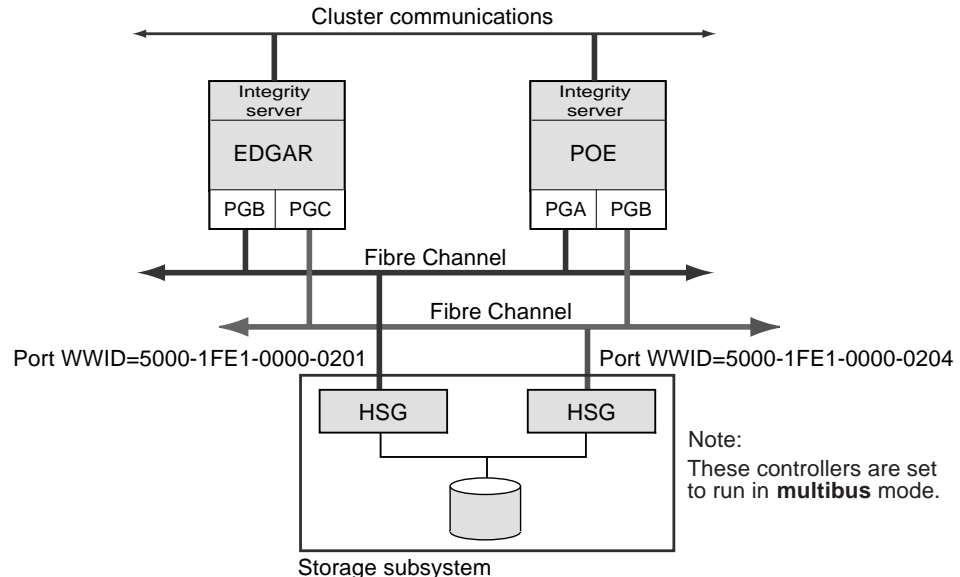 Cluster communications
Integrity
server
EDGAR
PGB PGC
Integrity
server
POE
PGA PGB
Fibre Channel
Fibre Channel
Port WWID=5000-1FE1-0000-0201
Port WWID=5000-1FE1-0000-0204
HSG
HSG
Note:
These controllers are set
to run in multibus mode.
Storage subsystem